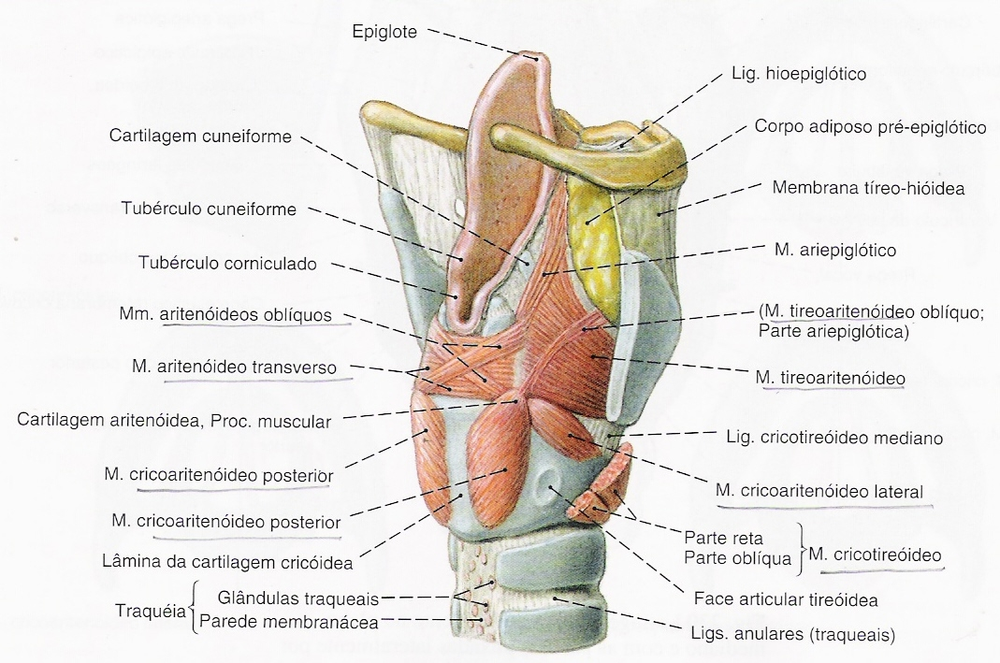 Epiglote
Cartilagem cuneiforme
Tubérculo cuneiforme
Tubérculo corniculado
Mm. aritenóideos oblíquos
M. aritenóideo transverso
Cartilagem aritenóidea, Proc. muscular
M. cricoaritenóideo posterior
M. cricoaritenóideo posterior
Lâmina da cartilagem cricóidea
Traquéia
Glândulas traqueais
Parede membranácea
Lig. hioepiglótico
Corpo adiposo pré-epiglótico
Membrana tíreo-hióidea
M. ariepiglótico
(M. tireoaritenóideo oblíquo;
Parte ariepiglótica)
M. tireoaritenóideo
Lig. cricotireóideo mediano
M. cricoaritenóideo lateral
Parte reta
Parte oblíqua
M. cricotireóideo
Face articular tireóidea
Ligs. anulares (traqueais)